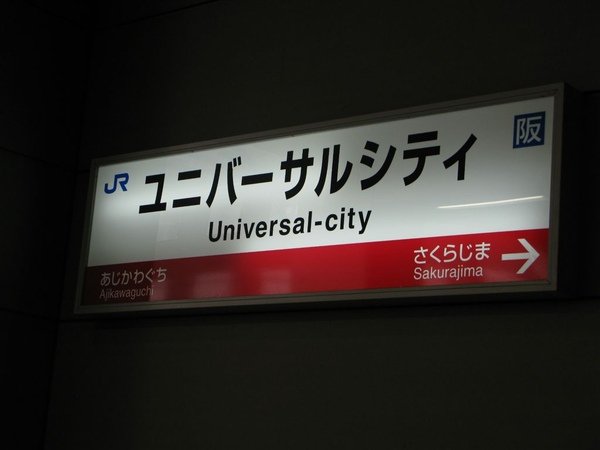 JR ユニバーサルシティ 阪
Universal-city
あじかわぐち さくらじま →
Ajikawaguchi Sakurajima